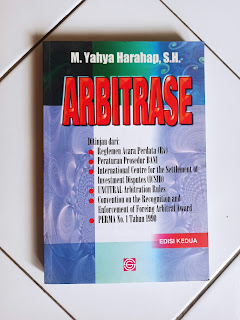 M. Yahya Harahap, S.H.
ARBITRASE
Ditinjau dari:
Reglemen Acara Perdata (Rv)
Peraturan Prosedur BANI
International Centre for the Settlement of
Investment Disputes (ICSID)
UNCITRAL Arbitration Rules
Convention on the Recognition and
Enforcement of Foreing Arbitral Award
PERMA No. 1 Tahun 1990
EDISI KEDUA